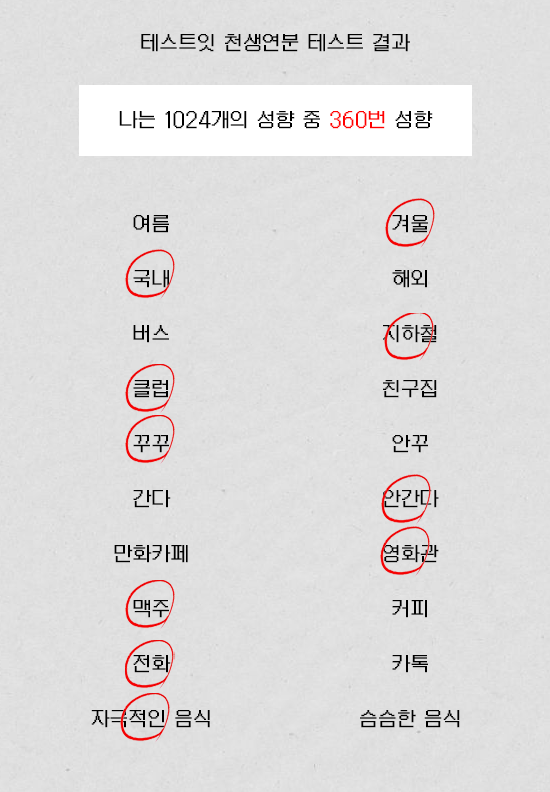 테스트잇 천생연분 테스트 결과
나는 1024개의 성향 중 360번 성향
여름 겨울
국내 해외
버스 지하철
클럽 친구집
꾸꾸 안꾸
간다 안간다
만화카페 영화관
맥주 커피
전화 카톡
자극적인 음식 슴슴한 음식